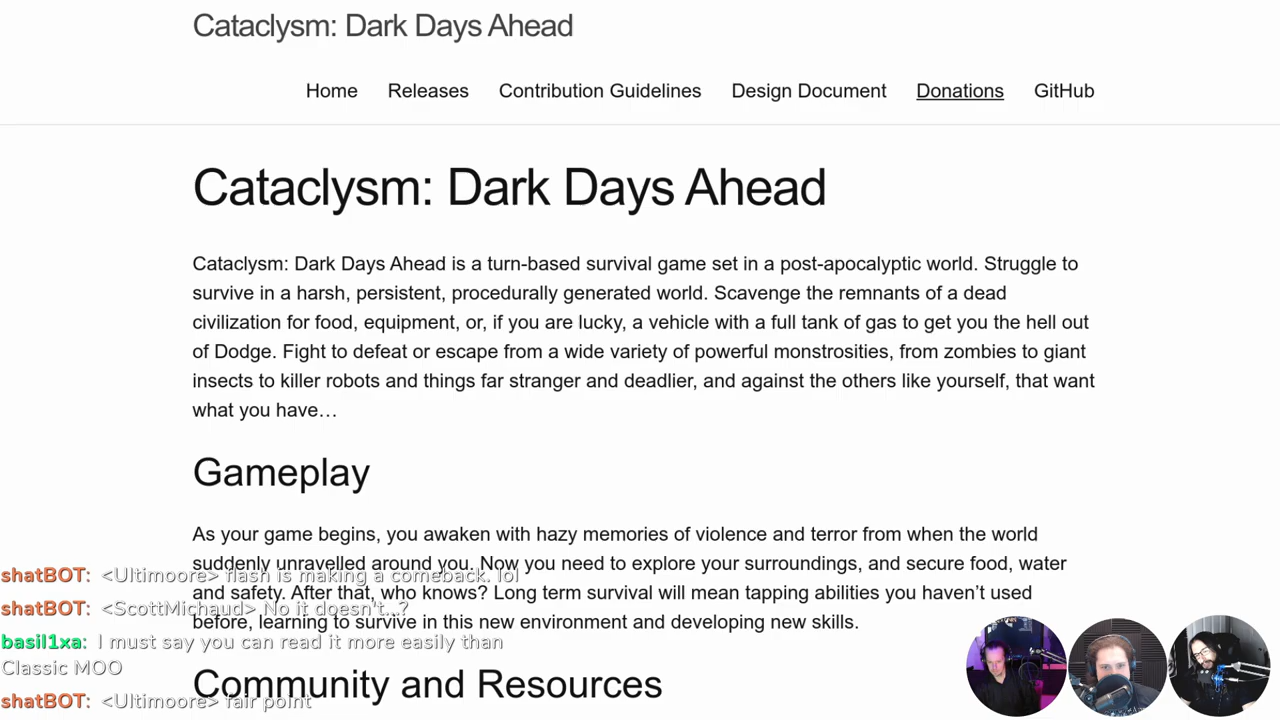 Cataclysm: Dark Days Ahead
Home Releases Contribution Guidelines Design Document Donations GitHub
Cataclysm: Dark Days Ahead
Cataclysm: Dark Days Ahead is a turn-based survival game set in a post-apocalyptic world. Struggle to
survive in a harsh, persistent, procedurally generated world. Scavenge the remnants of a dead
civilization for food, equipment, or, if you are lucky, a vehicle with a full tank of gas to get you the hell out
of Dodge. Fight to defeat or escape from a wide variety of powerful monstrosities, from zombies to giant
insects to killer robots and things far stranger and deadlier, and against the others like yourself, that want
what you have…
Gameplay
As your game begins, you awaken with hazy memories of violence and terror from when the world
suddenly unravelled around you. Now you need to explore your surroundings, and secure food, water
and safety. After that, who knows? Long term survival will mean tapping abilities you haven’t used
before, learning to survive in this new environment and developing new skills.
Community and Resources
shatBOT: <Ultimoore> flash is making a comeback. lol
shatBOT: <ScottMichaud> No it doesn't...?
basil1xa: I must say you can read it more easily than
Classic MOO
shatBOT: <Ultimoore> fair point